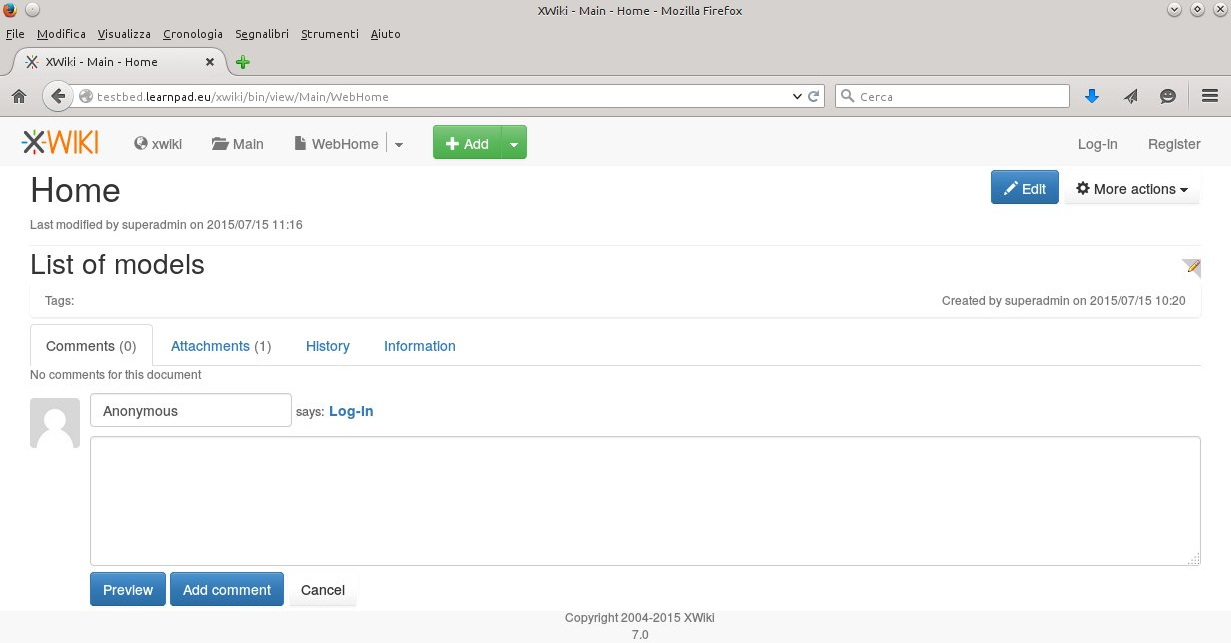 XWiki - Main - Home - Mozilla Firefox
File Modifica Visualizza Cronologia Segnalibri Strumenti Aiuto
XWiki - Main - Home
testbed.learnpad.eu/xwiki/bin/view/Main/WebHome Cerca
XWIKI xwiki Main WebHome Add Log-In Register
Home Edit More actions
Last modified by superadmin on 2015/07/15 11:16
List of models
Tags: Created by superadmin on 2015/07/15 10:20
Comments (0) Attachments (1) History Information
No comments for this document
Anonymous says: Log-In
Preview Add comment Cancel
Copyright 2004-2015 XWiki
7.0